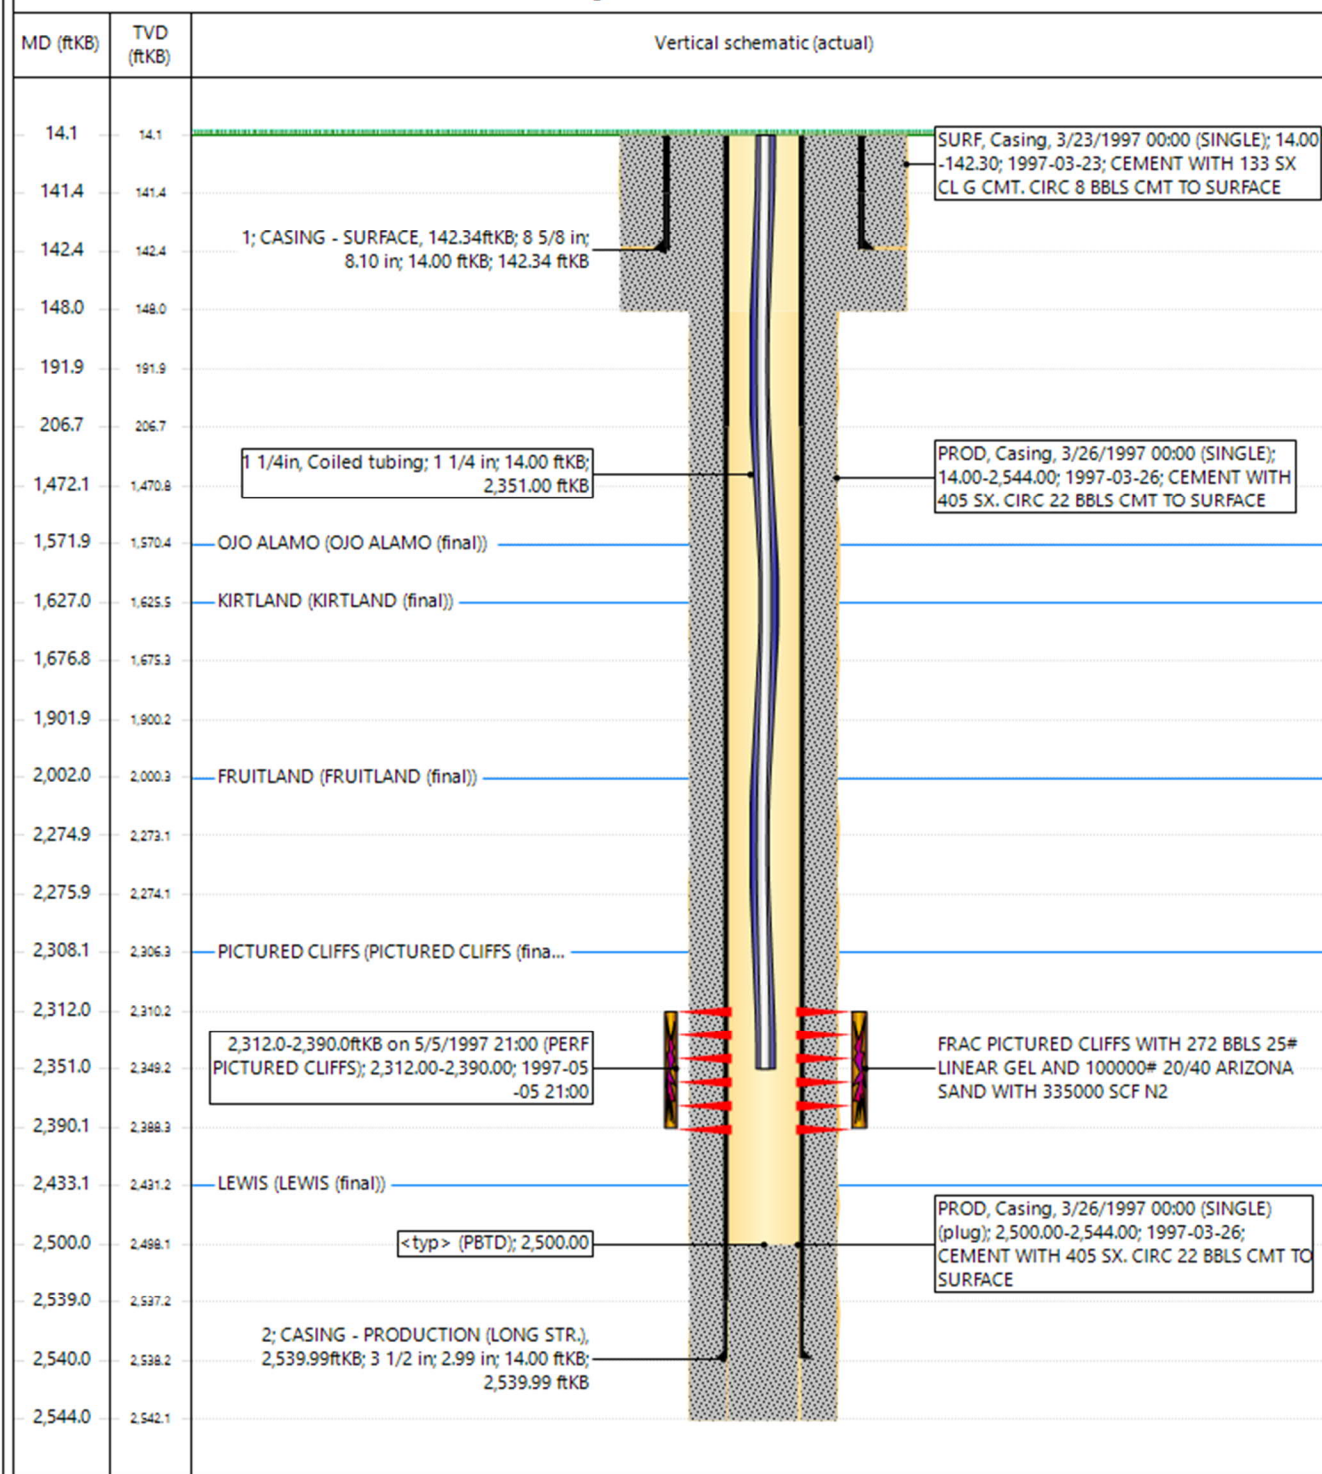 MD (ftKB)
TVD
(ftKB)
Vertical schematic (actual)
14.1
14.1
SURF, Casing, 3/23/1997 00:00 (SINGLE); 14.00
-142.30; 1997-03-23; CEMENT WITH 133 SX
CL G CMT. CIRC 8 BBLS CMT TO SURFACE
141.4
141.4
1; CASING - SURFACE, 142.34ftKB; 8 5/8 in;
8.10 in; 14.00 ftKB; 142.34 ftKB
142.4
142.4
148.0
148.0
191.9
191.9
206.7
206.7
1 1/4in, Coiled tubing; 1 1/4 in; 14.00 ftKB;
2,351.00 ftKB
PROD, Casing, 3/26/1997 00:00 (SINGLE);
14.00-2,544.00; 1997-03-26; CEMENT WITH
405 SX. CIRC 22 BBLS CMT TO SURFACE
1,472.1
1,470.8
1,571.9
1,570.4
OJO ALAMO (OJO ALAMO (final))
1,627.0
1,625.5
KIRTLAND (KIRTLAND (final))
1,676.8
1,675.3
1,901.9
1,900.2
2,002.0
2,000.3
FRUITLAND (FRUITLAND (final))
2,274.9
2,273.1
2,275.9
2,274.1
2,308.1
2,306.3
PICTURED CLIFFS (PICTURED CLIFFS (fina...
2,312.0
2,310.2
2,312.0-2,390.0ftKB on 5/5/1997 21:00 (PERF
PICTURED CLIFFS); 2,312.00-2,390.00; 1997-05
-05 21:00
FRAC PICTURED CLIFFS WITH 272 BBLS 25#
LINEAR GEL AND 100000# 20/40 ARIZONA
SAND WITH 335000 SCF N2
2,351.0
2,349.2
2,390.1
2,388.3
2,433.1
2,431.2
LEWIS (LEWIS (final))
PROD, Casing, 3/26/1997 00:00 (SINGLE)
(plug); 2,500.00-2,544.00; 1997-03-26;
CEMENT WITH 405 SX. CIRC 22 BBLS CMT TO
SURFACE
<typ> (PBTD); 2,500.00
2,500.0
2,498.1
2,539.0
2,537.2
2; CASING - PRODUCTION (LONG STR.),
2,539.99ftKB; 3 1/2 in; 2.99 in; 14.00 ftKB;
2,539.99 ftKB
2,540.0
2,538.2
2,544.0
2,542.1